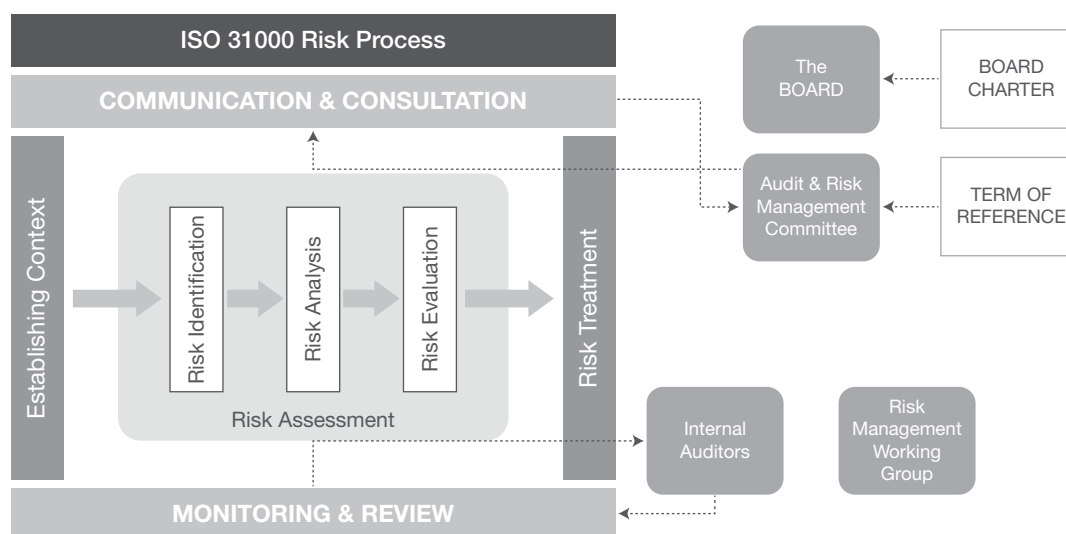 ISO 31000 Risk Process
COMMUNICATION & CONSULTATION
Establishing Context
Risk Identification
Risk Analysis
Risk Evaluation
Risk Assessment
Risk Treatment
MONITORING & REVIEW
The
BOARD
BOARD
CHARTER
Audit & Risk
Management
Committee
TERM OF
REFERENCE
Internal
Auditors
Risk
Management
Working
Group